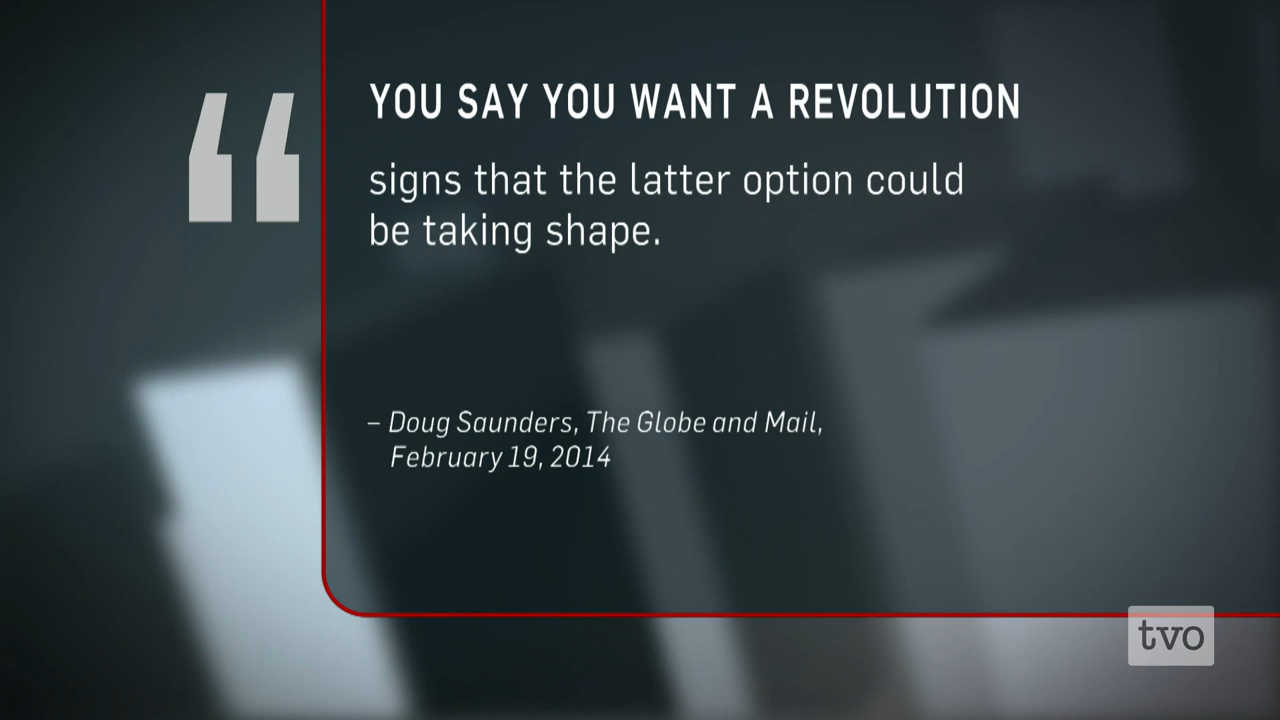 “
YOU SAY YOU WANT A REVOLUTION
signs that the latter option could
be taking shape.
– Doug Saunders, The Globe and Mail,
February 19, 2014
tvo